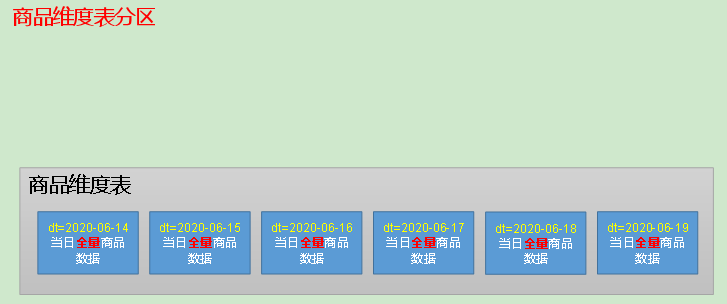 商品维度表分区
商品维度表
dt=2020-06-14
当日全量商品
数据
dt=2020-06-15
当日全量商品
数据
dt=2020-06-16
当日全量商品
数据
dt=2020-06-17
当日全量商品
数据
dt=2020-06-18
当日全量商品
数据
dt=2020-06-19
当日全量商品
数据